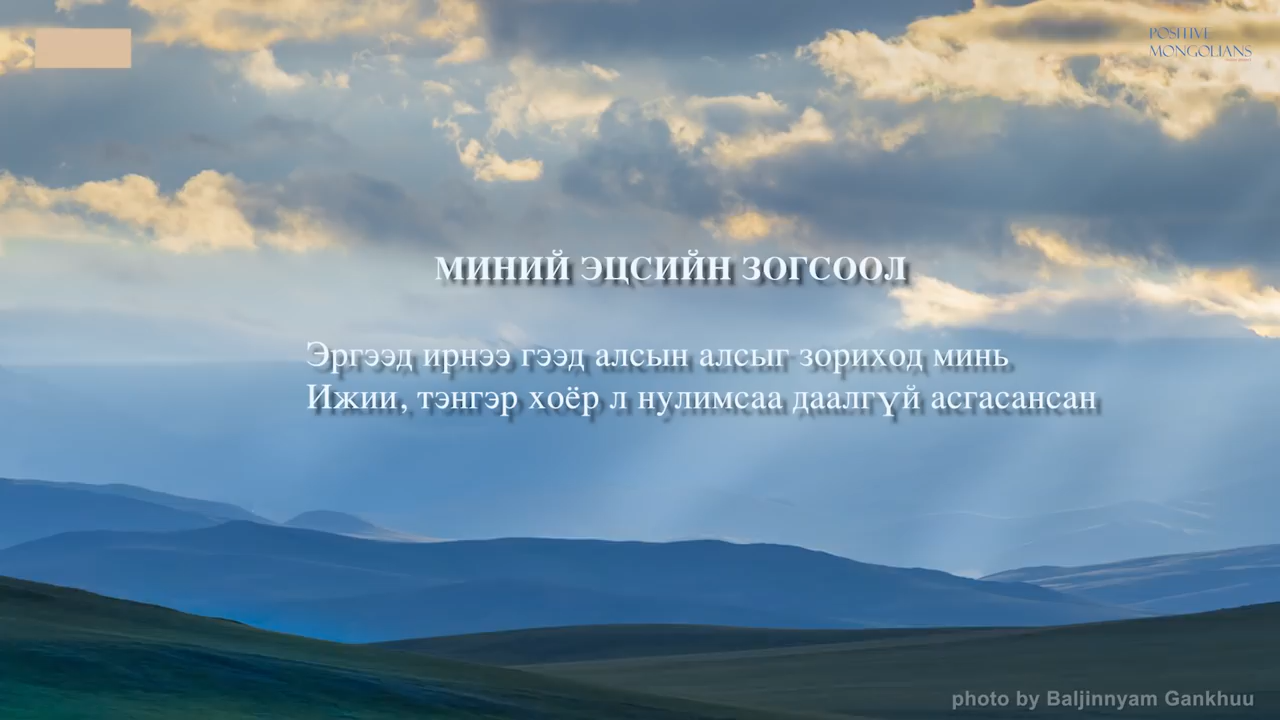 POSITIVE
MONGOLIANS
МИНИЙ ЭЦСИЙН ЗОГСООЛ
Эргээд ирнээ гээд алсын алсыг зориход минь
Ижии, тэнгэр хоёр л нулимсаа даалгүй асгасансан
photo by Baljinnyam Gankhuu